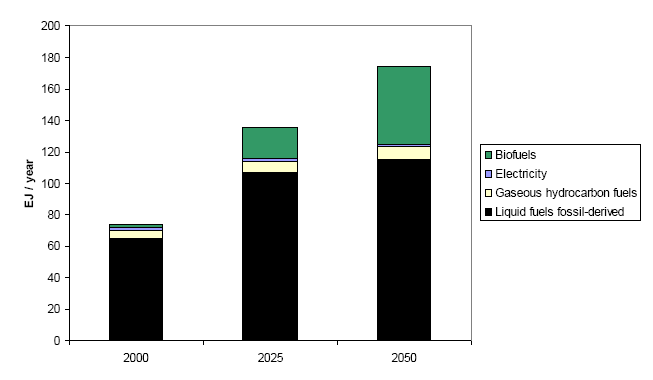 200
180
160
140
120
100
80
60
40
20
0
EJ / year
2000
2025
2050
Biofuels
Electricity
Gaseous hydrocarbon fuels
Liquid fuels fossil-derived